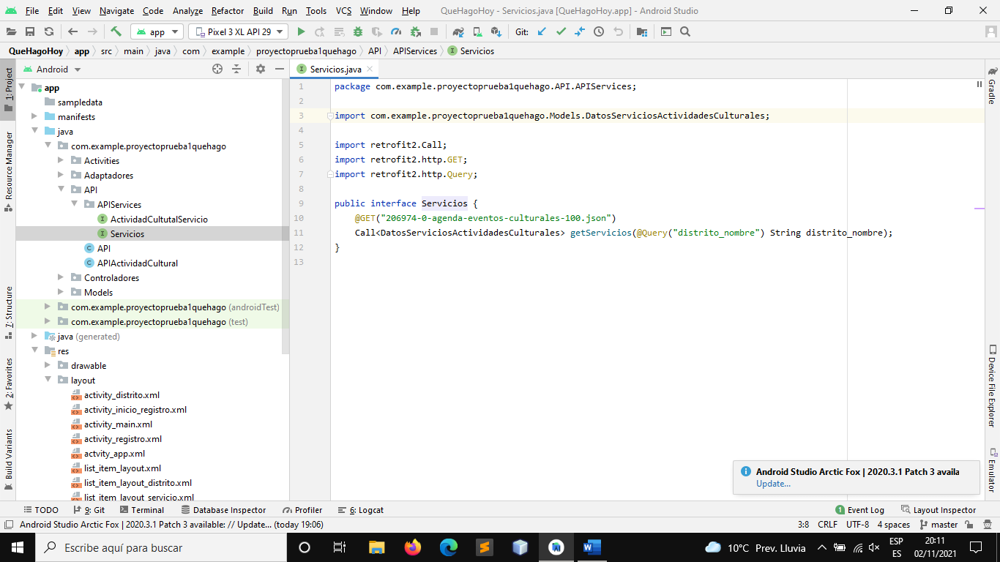 File Edit View Navigate Code Analyze Refactor Build Run Tools VCS Window Help QueHagoHoy - Servicios.java [QueHagoHoy.app] - Android Studio
app Pixel 3 XL API 29 Git:
QueHagoHoy app src main java com example proyectoprueba1quehago API APIServices Servicios
Android
Servicios.java
1: Project
Resource Manager
7: Structure
2: Favorites
Build Variants
app
sampledata
manifests
java
com.example.proyectoprueba1quehago
Activities
Adaptadores
API
APIServices
ActividadCultutalServicio
Servicios
API
APIActividadCultural
Controladores
Models
com.example.proyectoprueba1quehago (androidTest)
com.example.proyectoprueba1quehago (test)
java (generated)
res
drawable
layout
activity_distrito.xml
activity_inicio_registro.xml
activity_main.xml
activity_registro.xml
actvity_app.xml
list_item_layout.xml
list_item_layout_distrito.xml
list_item_layout_servicio.xml
1 package com.example.proyectoprueba1quehago.API.APIServices;
2
3 import com.example.proyectoprueba1quehago.Models.DatosServiciosActividadesCulturales;
4
5 import retrofit2.Call;
6 import retrofit2.http.GET;
7 import retrofit2.http.Query;
8
9 public interface Servicios {
10 @GET("206974-0-agenda-eventos-culturales-100.json")
11 Call<DatosServiciosActividadesCulturales> getServicios(@Query("distrito_nombre") String distrito_nombre);
12 }
13
Gradle
Device File Explorer
Emulator
Android Studio Arctic Fox | 2020.3.1 Patch 3 availa
Update...
TODO 9: Git Terminal Database Inspector Profiler 6: Logcat 1 Event Log Layout Inspector
Android Studio Arctic Fox | 2020.3.1 Patch 3 available: // Update... (today 19:06) 3:8 CRLF UTF-8 4 spaces master
Escribe aquí para buscar
10°C Prev. Lluvia
ESP
ES
20:11
02/11/2021